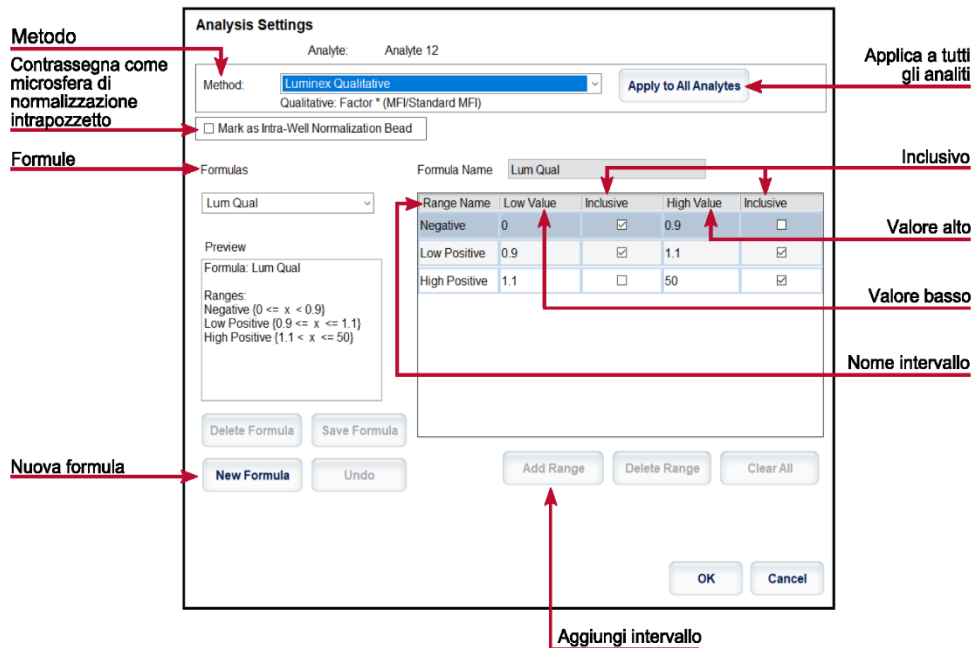 Analysis Settings
Analyte: Analyte 12
Metodo
Contrassegna come
microsfera di
normalizzazione
intrapozzetto
Method: Luminex Qualitative Apply to All Analytes
Qualitative: Factor * (MFI/Standard MFI)
Applica a tutti
gli analiti
Mark as Intra-Well Normalization Bead
Formule
Inclusivo
Formulas
Formula Name Lum Qual
Lum Qual
Range Name Low Value Inclusive High Value Inclusive
Negative 0 0.9
Low Positive 0.9 1.1
High Positive 1.1 50
Valore alto
Valore basso
Nome intervallo
Preview
Formula: Lum Qual
Ranges:
Negative {0 <= x < 0.9}
Low Positive {0.9 <= x <= 1.1}
High Positive {1.1 < x <= 50}
Delete Formula Save Formula
Nuova formula
New Formula Undo
Add Range Delete Range Clear All
OK Cancel
Aggiungi intervallo